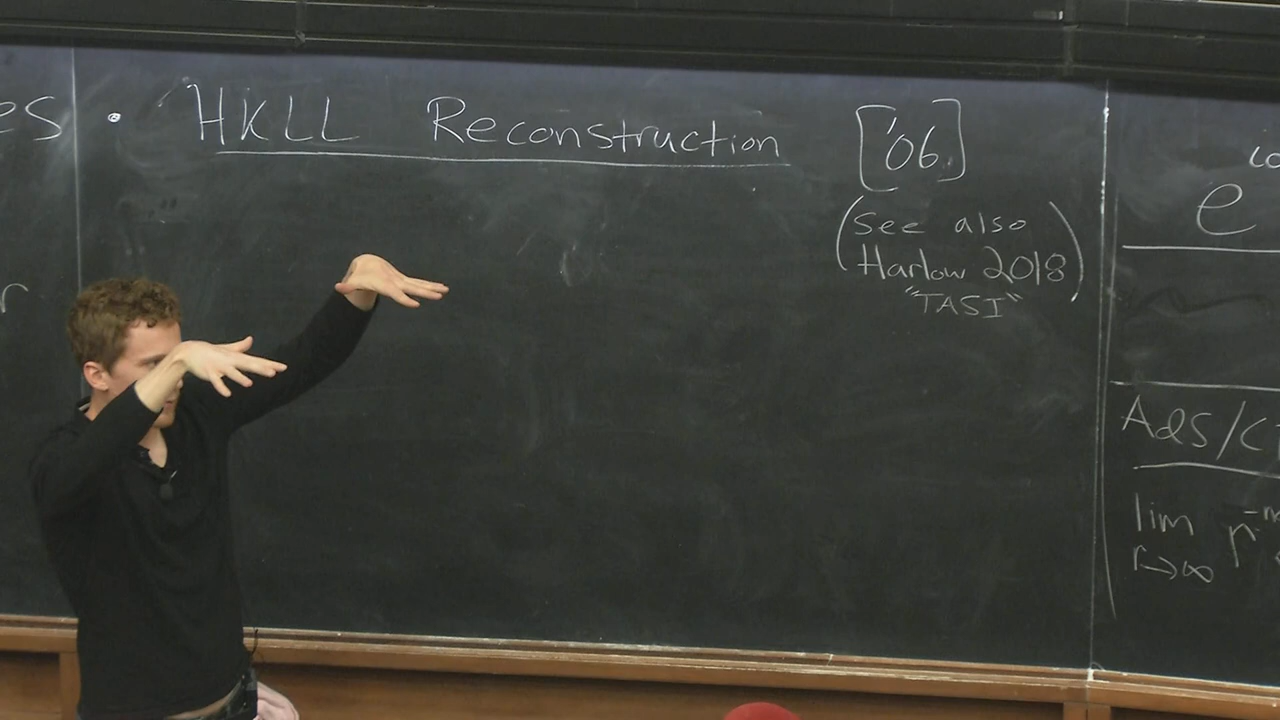 es
• HKLL Reconstruction ['06]
(see also
Harlow 2018)
"TASI"
r
e
AdS/C
lim
r→∞